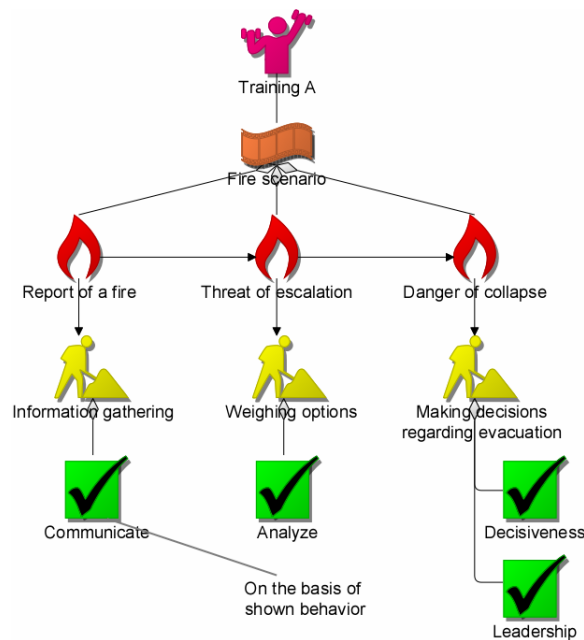 Training A
Fire scenario
Report of a fire
Threat of escalation
Danger of collapse
Information gathering
Weighing options
Making decisions
regarding evacuation
Communicate
Analyze
Decisiveness
On the basis of
shown behavior
Leadership